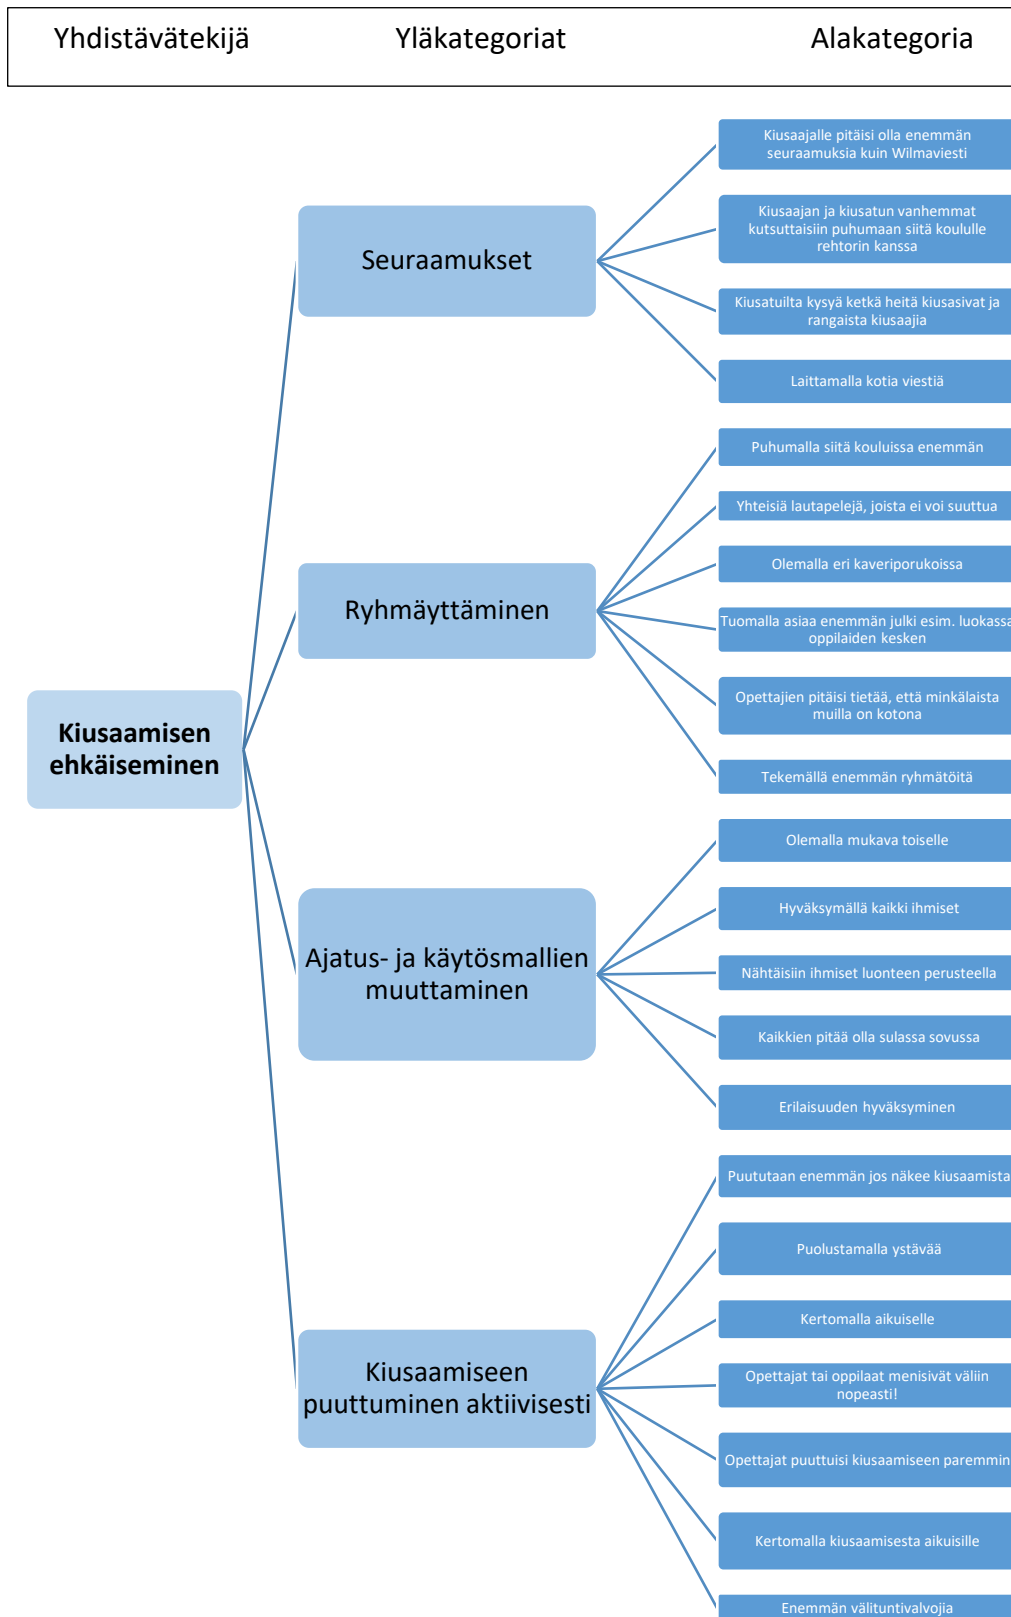 Yhdistävätekijä Yläkategoriat Alakategoria
Kiusaamisen
ehkäiseminen
Seuraamukset
Kiusaajalle pitäisi olla enemmän
seuraamuksia kuin Wilmaviesti
Kiusaajan ja kiusatun vanhemmat
kutsuttaisiin puhumaan siitä koululle
rehtorin kanssa
Kiusatuilta kysyä ketkä heitä kiusasivat ja
rangaista kiusaajia
Laittamalla kotia viestiä
Ryhmäyttäminen
Puhumalla siitä kouluissa enemmän
Yhteisiä lautapelejä, joista ei voi suuttua
Olemalla eri kaveriporukoissa
Tuomalla asiaa enemmän julki esim. luokassa
oppilaiden kesken
Opettajien pitäisi tietää, että minkälaista
muilla on kotona
Tekemällä enemmän ryhmätöitä
Ajatus- ja käytösmallien
muuttaminen
Olemalla mukava toiselle
Hyväksymällä kaikki ihmiset
Nähtäisiin ihmiset luonteen perusteella
Kaikkien pitää olla sulassa sovussa
Erilaisuuden hyväksyminen
Kiusaamiseen
puuttuminen aktiivisesti
Puututaan enemmän jos näkee kiusaamista
Puolustamalla ystävää
Kertomalla aikuiselle
Opettajat tai oppilaat menisivät väliin
nopeasti!
Opettajat puuttuisi kiusaamiseen paremmin
Kertomalla kiusaamisesta aikuisille
Enemmän välituntivalvojia